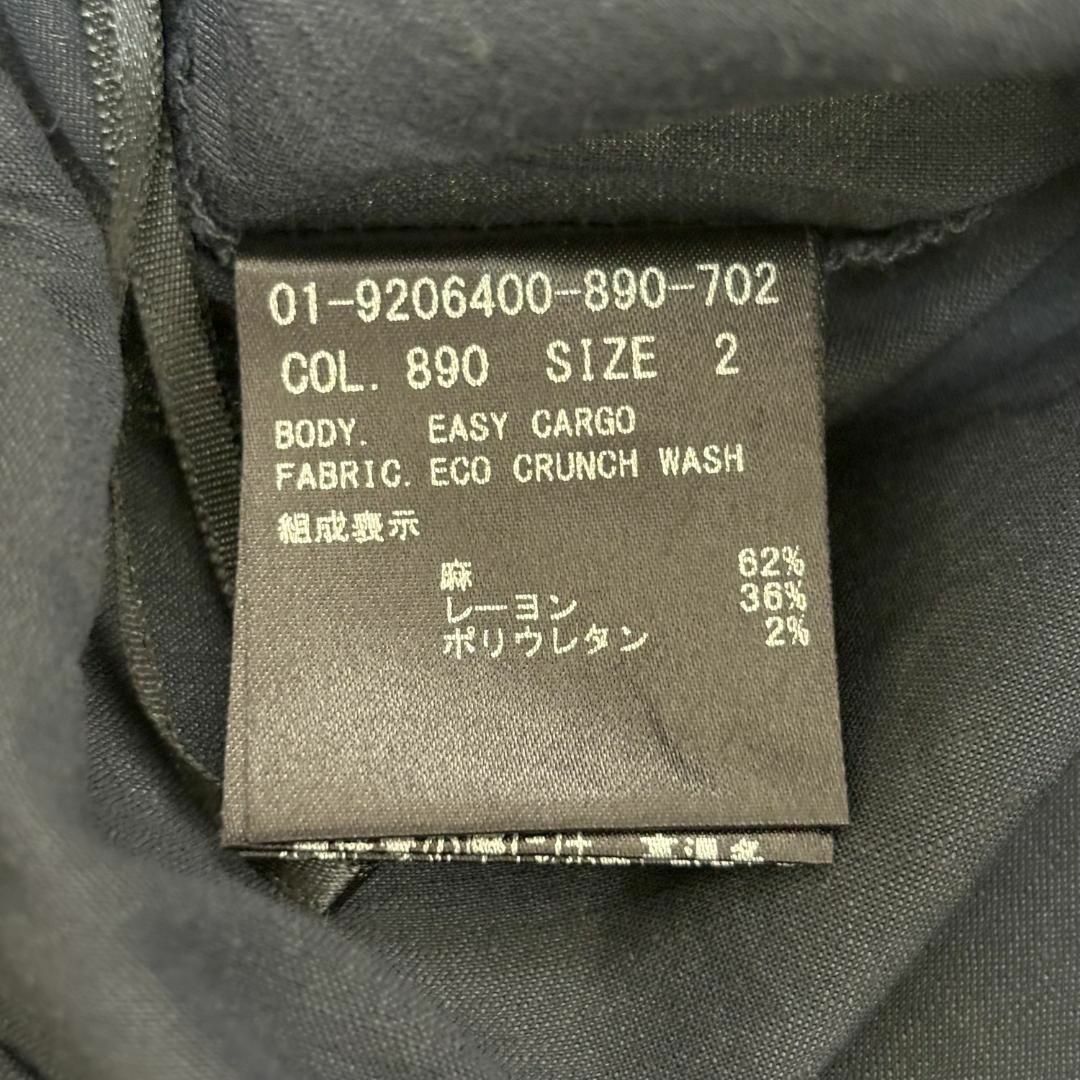 01-9206400-890-702
COL. 890 SIZE 2
BODY. EASY CARGO
FABRIC. ECO CRUNCH WASH
組成表示
麻 62%
レーヨン 36%
ポリウレタン 2%